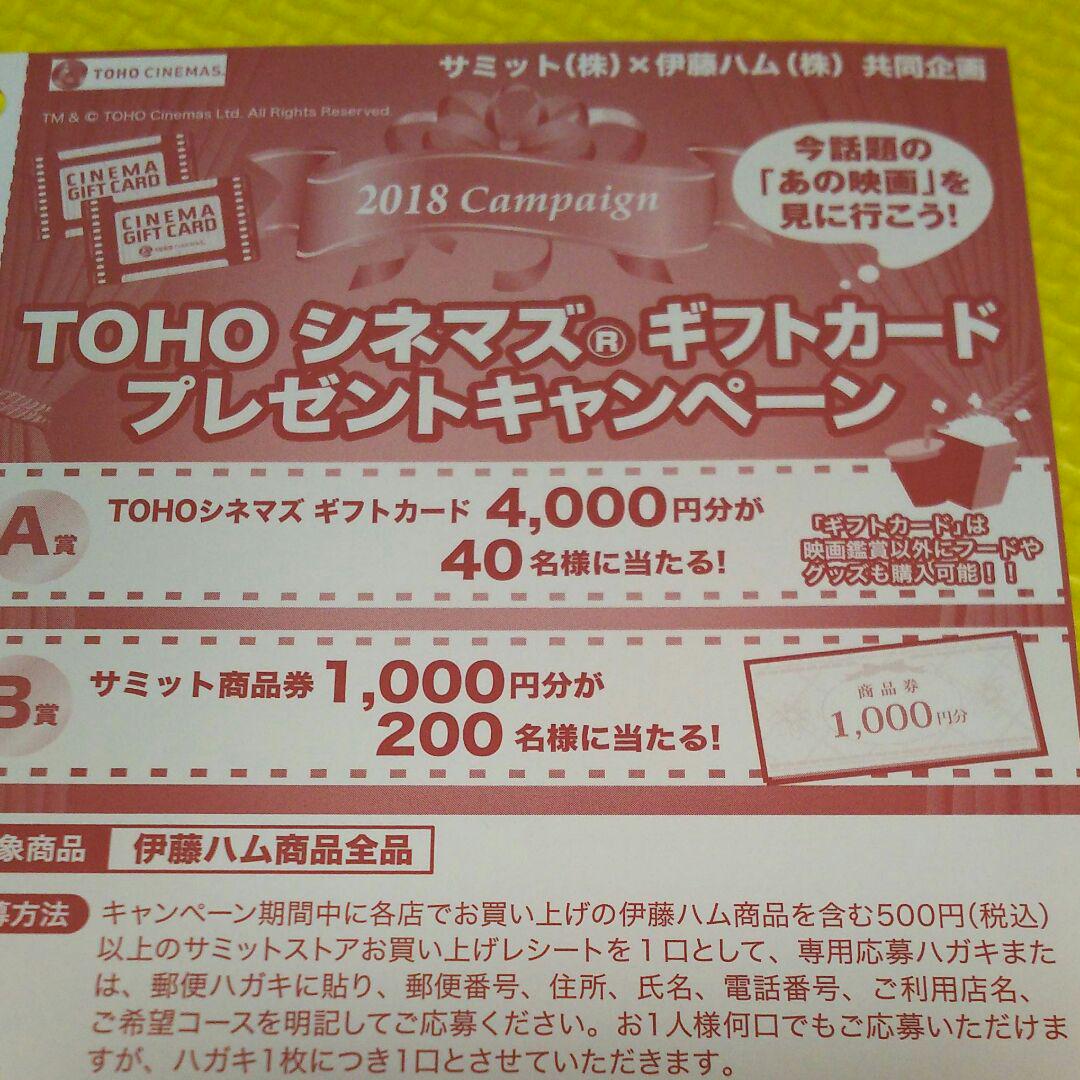 TOHO CINEMAS.
サミット(株)×伊藤ハム(株) 共同企画
TM & © TOHO Cinemas Ltd. All Rights Reserved.
CINEMA
GIFT CARD
CINEMA
GIFT CARD
2018 Campaign
今話題の
「あの映画」を
見に行こう!
TOHO シネマズ® ギフトカード
プレゼントキャンペーン
A賞
TOHOシネマズ ギフトカード 4,000円分が
40名様に当たる!
「ギフトカード」は
映画鑑賞以外にフードや
グッズも購入可能!!
B賞
サミット商品券1,000円分が
200名様に当たる!
商品券
1,000円分
象商品 伊藤ハム商品全品
募方法 キャンペーン期間中に各店でお買い上げの伊藤ハム商品を含む500円(税込)
以上のサミットストアお買い上げレシートを1口として、専用応募ハガキまた
は、郵便ハガキに貼り、郵便番号、住所、氏名、電話番号、ご利用店名、
ご希望コースを明記してご応募ください。お1人様何口でもご応募いただけま
すが、ハガキ1枚につき1口とさせていただきます。